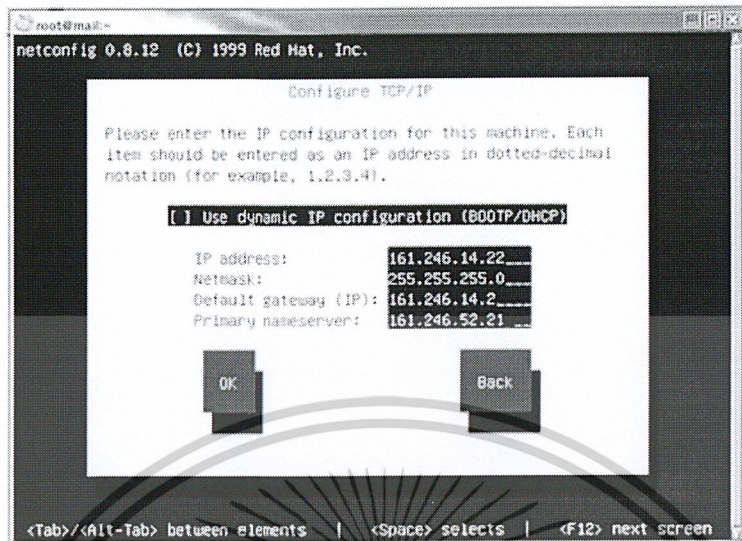 root@mail:~
netconfig 0.8.12 (C) 1999 Red Hat, Inc.
Configure TCP/IP
Please enter the IP configuration for this machine. Each
item should be entered as an IP address in dotted-decimal
notation (for example, 1.2.3.4).
[ ] Use dynamic IP configuration (BOOTP/DHCP)
IP address: 161.246.14.22___
Netmask: 255.255.255.0___
Default gateway (IP): 161.246.14.2____
Primary nameserver: 161.246.52.21 __
OK Back
<Tab>/<Alt-Tab> between elements | <Space> selects | <F12> next screen